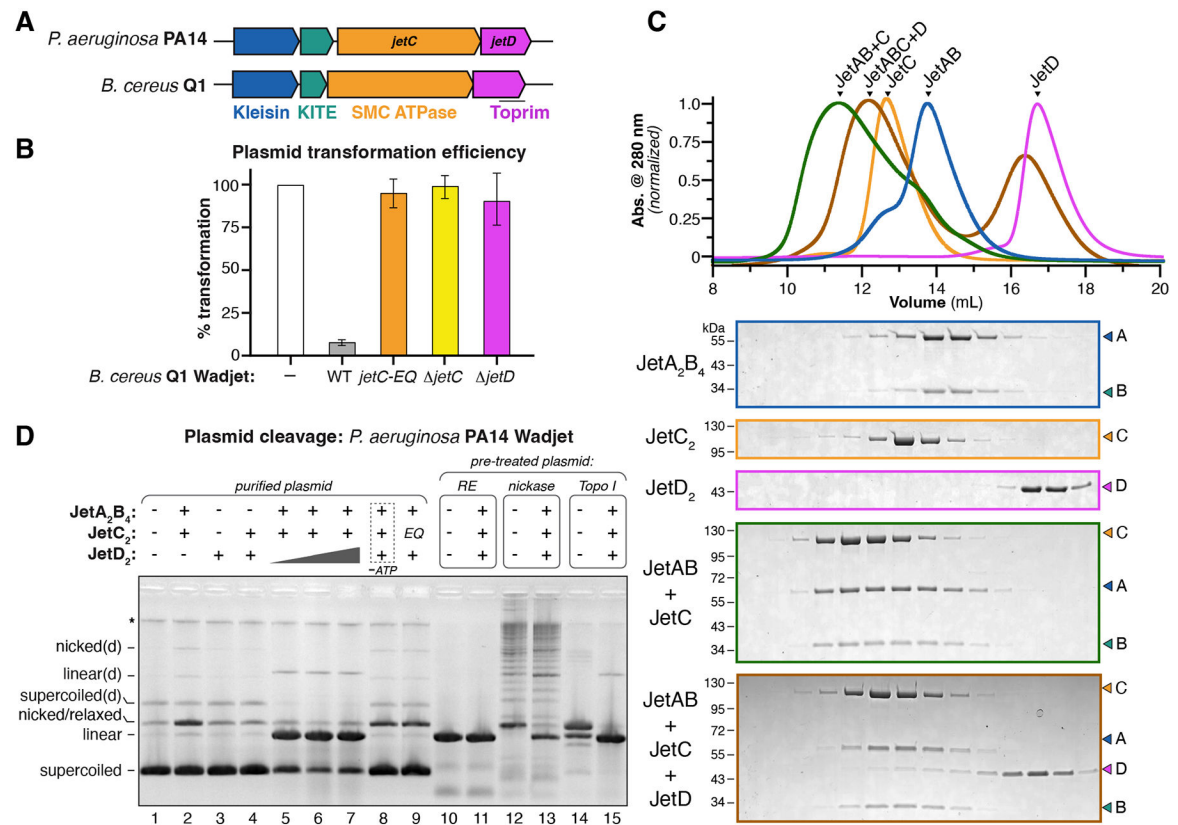 A
P. aeruginosa PA14
jetC
jetD
B. cereus Q1
Kleisin KITE SMC ATPase Toprim
B
Plasmid transformation efficiency
% transformation
100
75
50
25
0
– WT jetC-EQ ΔjetC ΔjetD
B. cereus Q1 Wadjet:
C
JetAB+C
JetABC+D
JetC
JetAB
JetD
Abs. @ 280 nm
(normalized)
1.0
0.75
0.5
0.25
0
8 10 12 14 16 18 20
Volume (mL)
kDa
JetA2B4
55
43
34
A
B
JetC2
130
95
C
JetD2
43
D
JetAB
+
JetC
130
95
72
55
43
34
C
A
B
JetAB
+
JetC
+
JetD
130
95
72
55
43
34
C
A
D
B
D
Plasmid cleavage: P. aeruginosa PA14 Wadjet
pre-treated plasmid:
purified plasmid RE nickase Topo I
JetA2B4: - + - - + + + + + - + - + - +
JetC2: - + - + + + + + EQ - + - + - +
JetD2: - - + + + + - + - + - +
–ATP
*
nicked(d)
linear(d)
supercoiled(d)
nicked/relaxed
linear
supercoiled
1 2 3 4 5 6 7 8 9 10 11 12 13 14 15